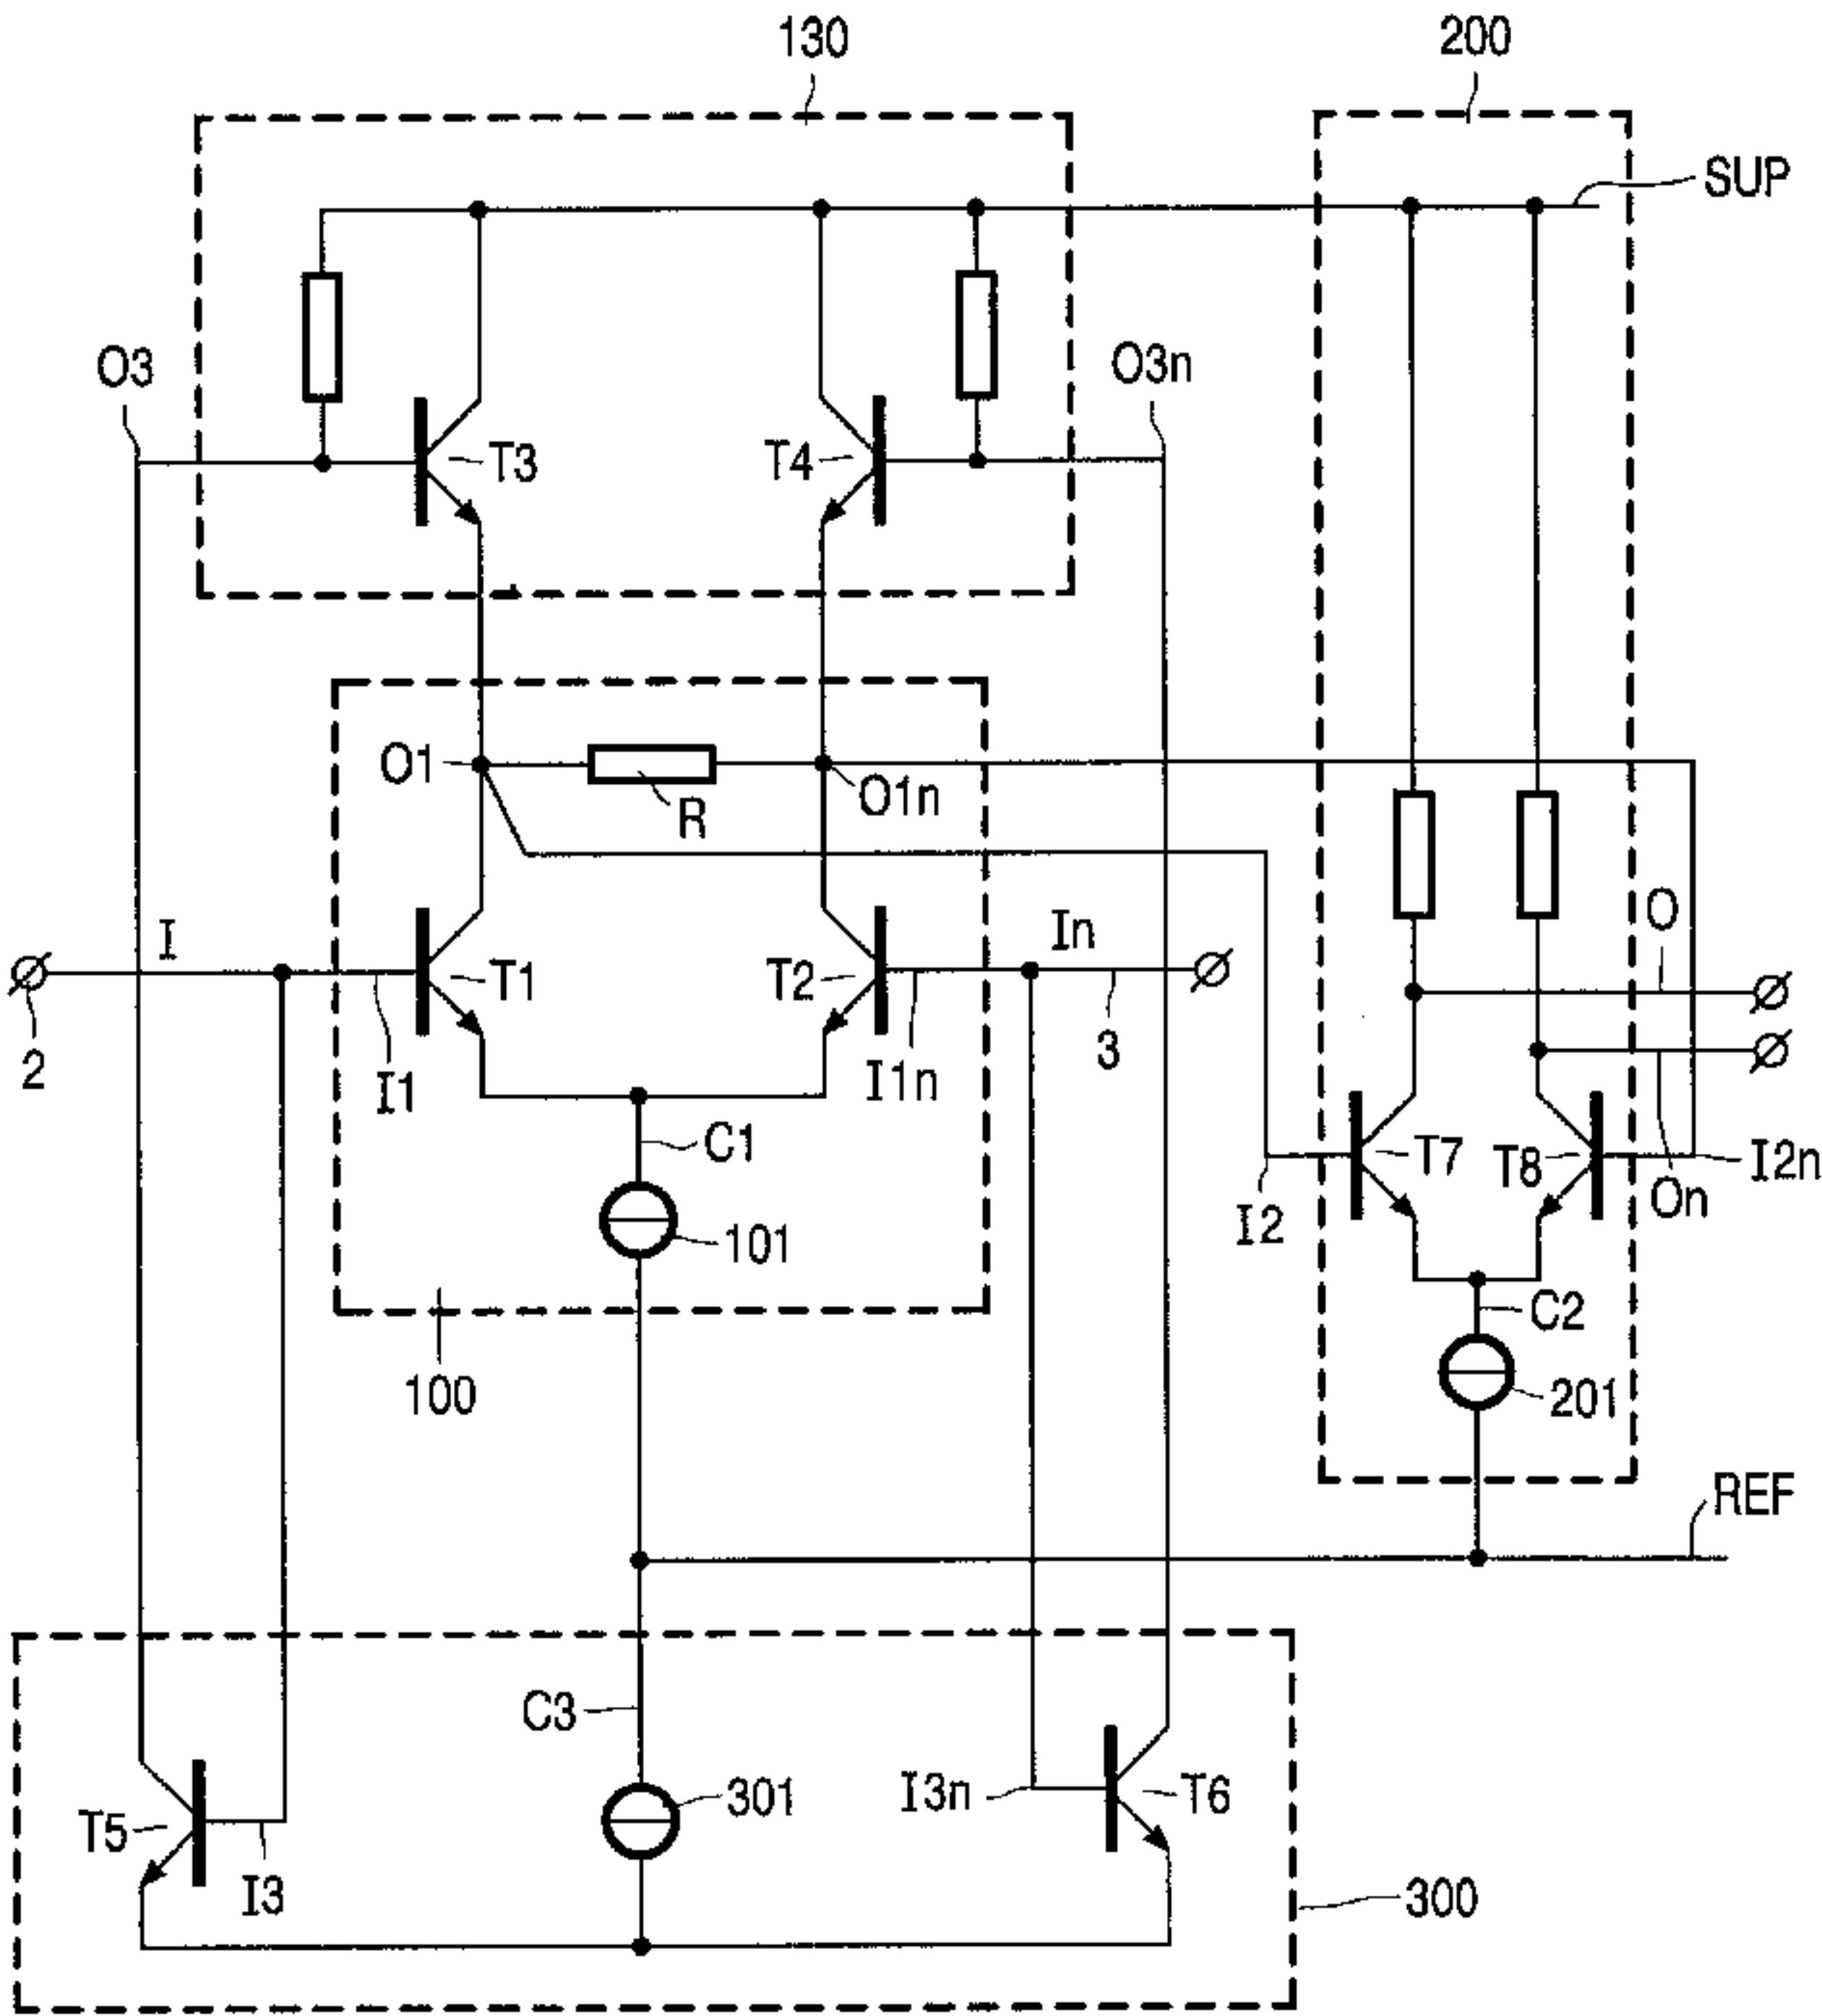 130
200
SUP
O3
O3n
T3
T4
O1
R
O1n
I
T1
T2
In
O
2
I1
I1n
3
C1
T7
T8
I2n
I2
On
101
C2
100
201
REF
C3
I3n
301
T6
T5
I3
300